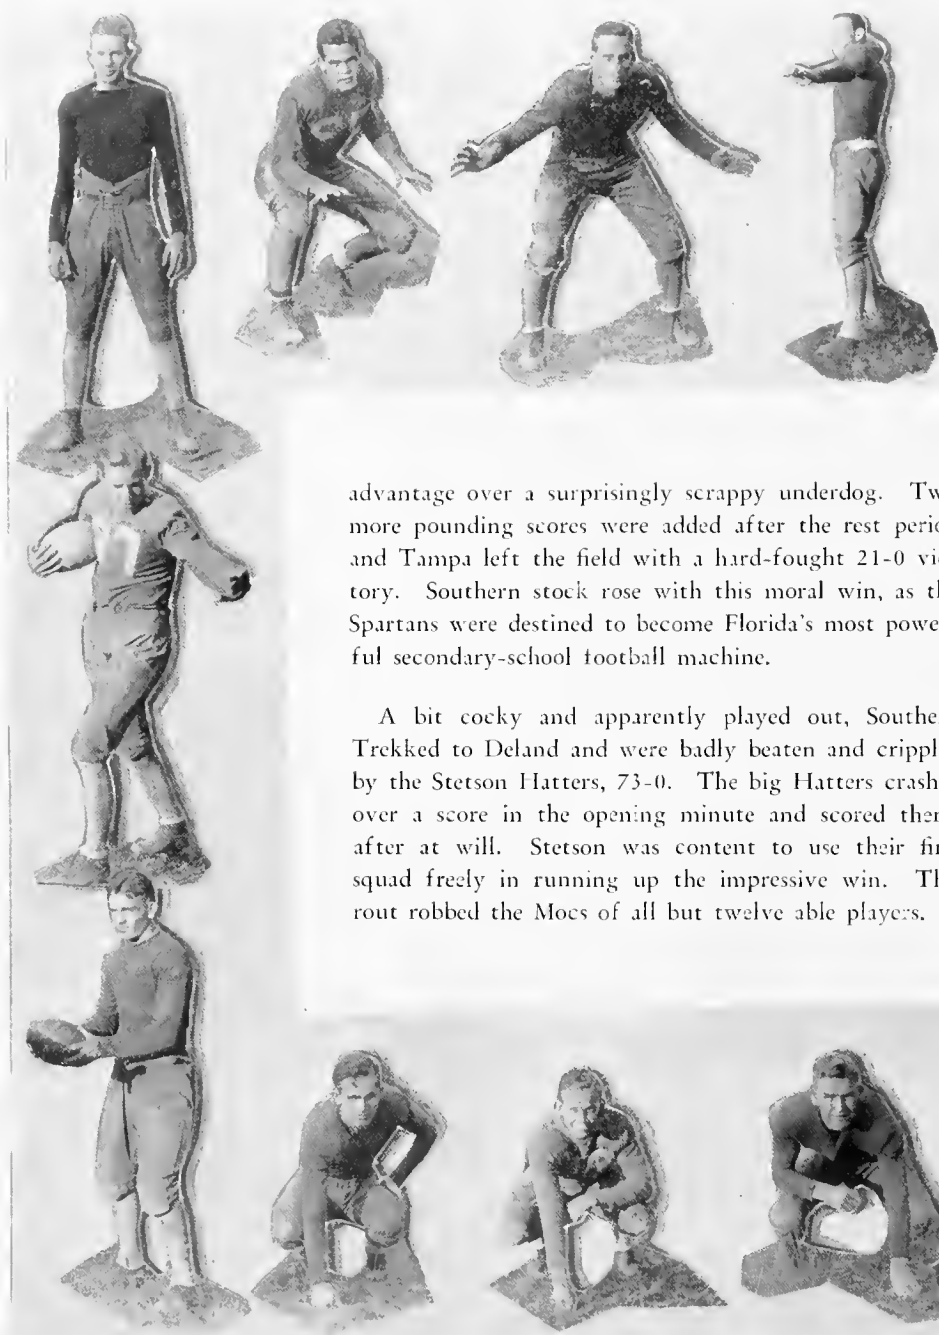 advantage over a surprisingly scrappy underdog. Tw
more pounding scores were added after the rest perio
and Tampa left the field with a hard-fought 21-0 vic
tory. Southern stock rose with this moral win, as th
Spartans were destined to become Florida's most power
ful secondary-school football machine.
A bit cocky and apparently played out, Souther
Trekked to Deland and were badly beaten and crippl
by the Stetson Hatters, 73-0. The big Hatters crash
over a score in the opening minute and scored there
after at will. Stetson was content to use their fir
squad freely in running up the impressive win. Th
rout robbed the Mocs of all but twelve able players.